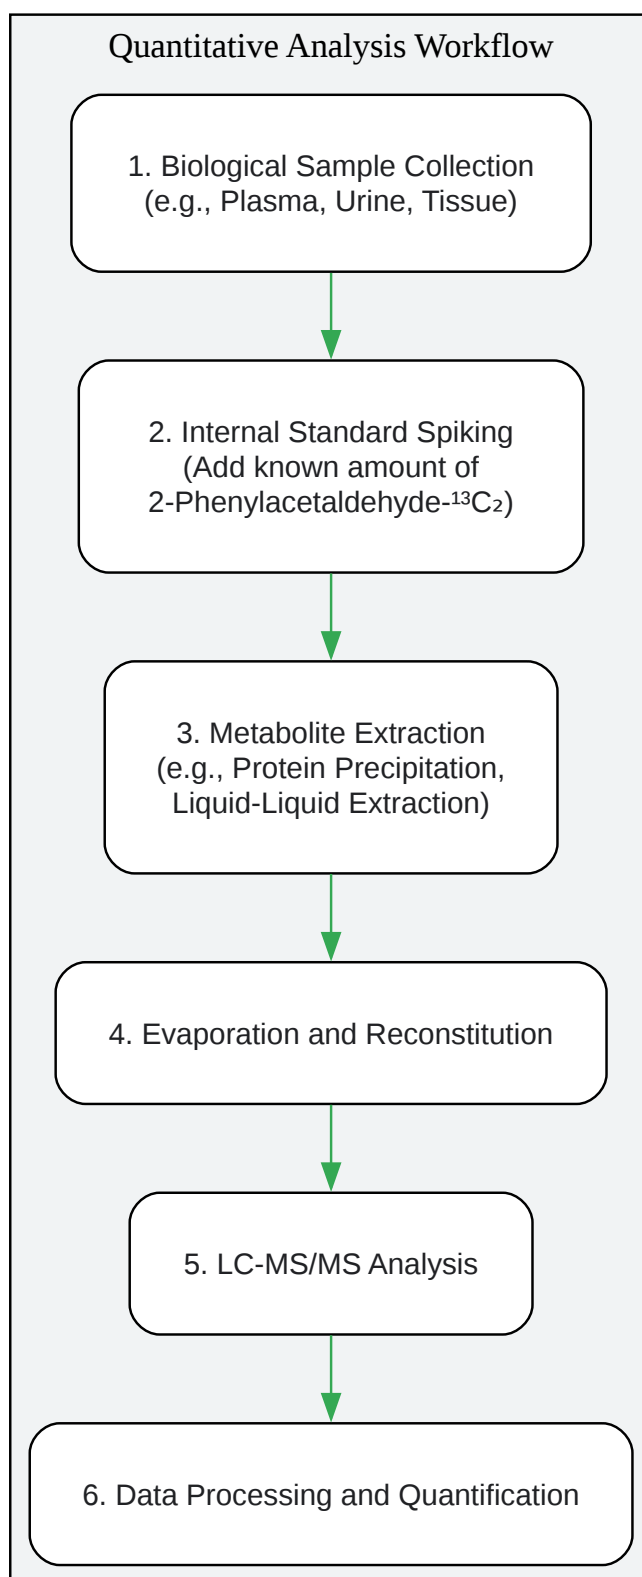 Quantitative Analysis Workflow
1. Biological Sample Collection
(e.g., Plasma, Urine, Tissue)
2. Internal Standard Spiking
(Add known amount of
2-Phenylacetaldehyde-¹³C₂)
3. Metabolite Extraction
(e.g., Protein Precipitation,
Liquid-Liquid Extraction)
4. Evaporation and Reconstitution
5. LC-MS/MS Analysis
6. Data Processing and Quantification